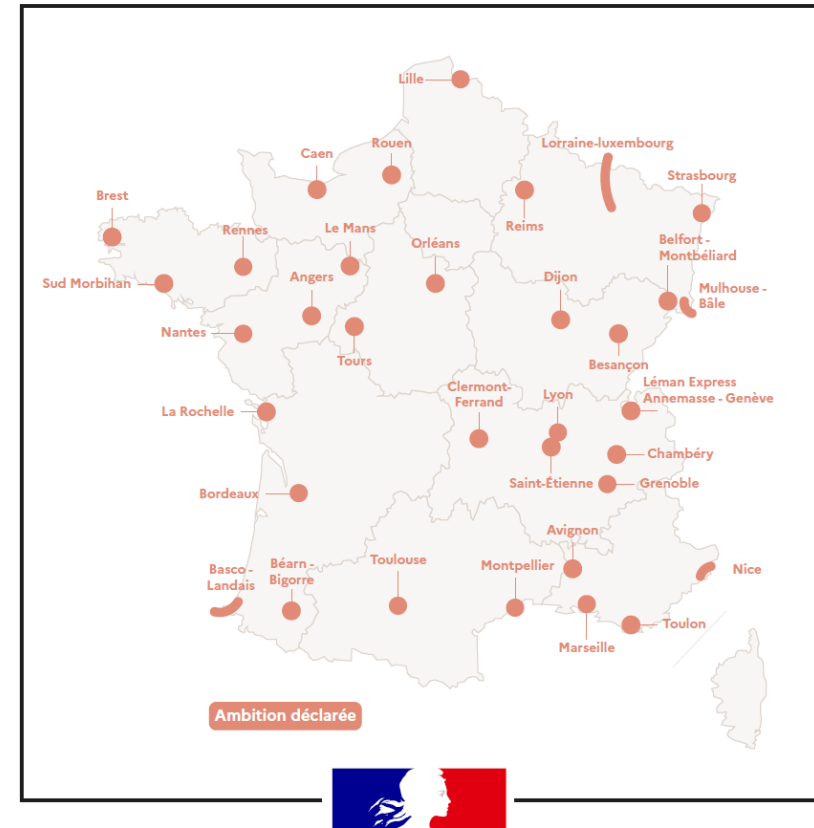 Lille
Lorraine-luxembourg
Rouen
Caen
Strasbourg
Brest
Reims
Rennes
Le Mans
Orléans
Belfort -
Montbéliard
Angers
Dijon
Sud Morbihan
Mulhouse -
Bâle
Nantes
Tours
Besançon
Clermont-
Ferrand
Lyon
Léman Express
Annemasse - Genève
La Rochelle
Chambéry
Saint-Étienne
Grenoble
Bordeaux
Avignon
Basco -
Landais
Béarn -
Bigorre
Toulouse
Montpellier
Nice
Toulon
Marseille
Ambition déclarée